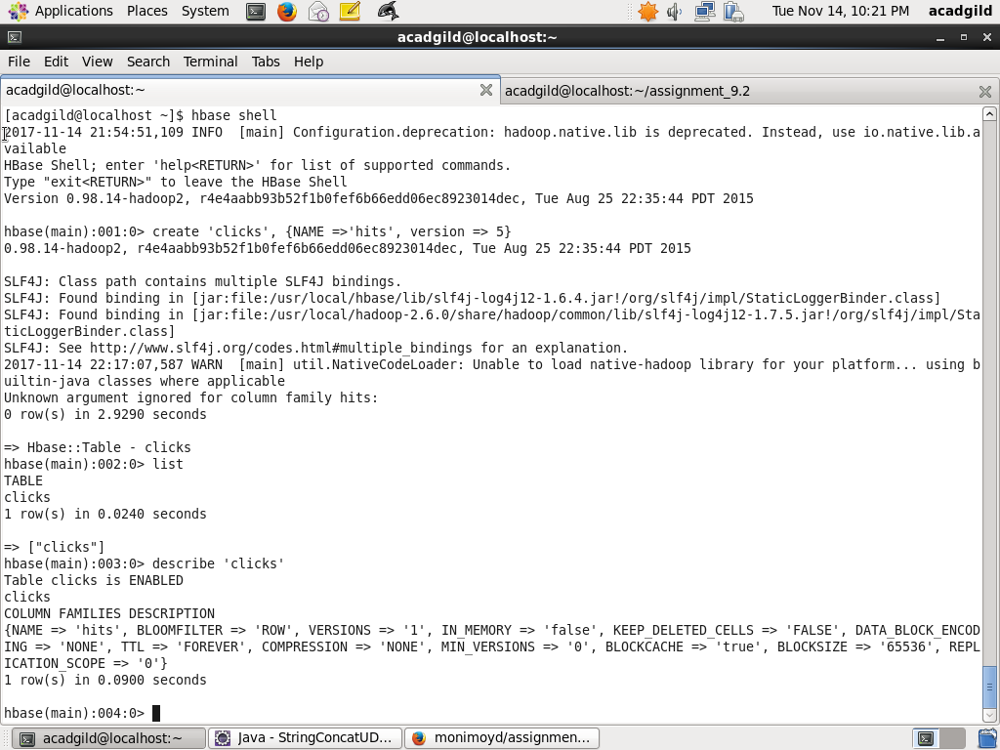 Applications Places System Tue Nov 14, 10:21 PM acadgild
acadgild@localhost:~
File Edit View Search Terminal Tabs Help
acadgild@localhost:~ acadgild@localhost:~/assignment_9.2
[acadgild@localhost ~]$ hbase shell
2017-11-14 21:54:51,109 INFO  [main] Configuration.deprecation: hadoop.native.lib is deprecated. Instead, use io.native.lib.a
vailable
HBase Shell; enter 'help<RETURN>' for list of supported commands.
Type "exit<RETURN>" to leave the HBase Shell
Version 0.98.14-hadoop2, r4e4aabb93b52f1b0fef6b66edd06ec8923014dec, Tue Aug 25 22:35:44 PDT 2015
hbase(main):001:0> create 'clicks', {NAME =>'hits', version => 5}
0.98.14-hadoop2, r4e4aabb93b52f1b0fef6b66edd06ec8923014dec, Tue Aug 25 22:35:44 PDT 2015
SLF4J: Class path contains multiple SLF4J bindings.
SLF4J: Found binding in [jar:file:/usr/local/hbase/lib/slf4j-log4j12-1.6.4.jar!/org/slf4j/impl/StaticLoggerBinder.class]
SLF4J: Found binding in [jar:file:/usr/local/hadoop-2.6.0/share/hadoop/common/lib/slf4j-log4j12-1.7.5.jar!/org/slf4j/impl/Sta
ticLoggerBinder.class]
SLF4J: See http://www.slf4j.org/codes.html#multiple_bindings for an explanation.
2017-11-14 22:17:07,587 WARN  [main] util.NativeCodeLoader: Unable to load native-hadoop library for your platform... using b
uiltin-java classes where applicable
Unknown argument ignored for column family hits:
0 row(s) in 2.9290 seconds
=> Hbase::Table - clicks
hbase(main):002:0> list
TABLE
clicks
1 row(s) in 0.0240 seconds
=> ["clicks"]
hbase(main):003:0> describe 'clicks'
Table clicks is ENABLED
clicks
COLUMN FAMILIES DESCRIPTION
{NAME => 'hits', BLOOMFILTER => 'ROW', VERSIONS => '1', IN_MEMORY => 'false', KEEP_DELETED_CELLS => 'FALSE', DATA_BLOCK_ENCOD
ING => 'NONE', TTL => 'FOREVER', COMPRESSION => 'NONE', MIN_VERSIONS => '0', BLOCKCACHE => 'true', BLOCKSIZE => '65536', REPL
ICATION_SCOPE => '0'}
1 row(s) in 0.0900 seconds
hbase(main):004:0>
acadgild@localhost:~ Java - StringConcatUD... monimoyd/assignmen...